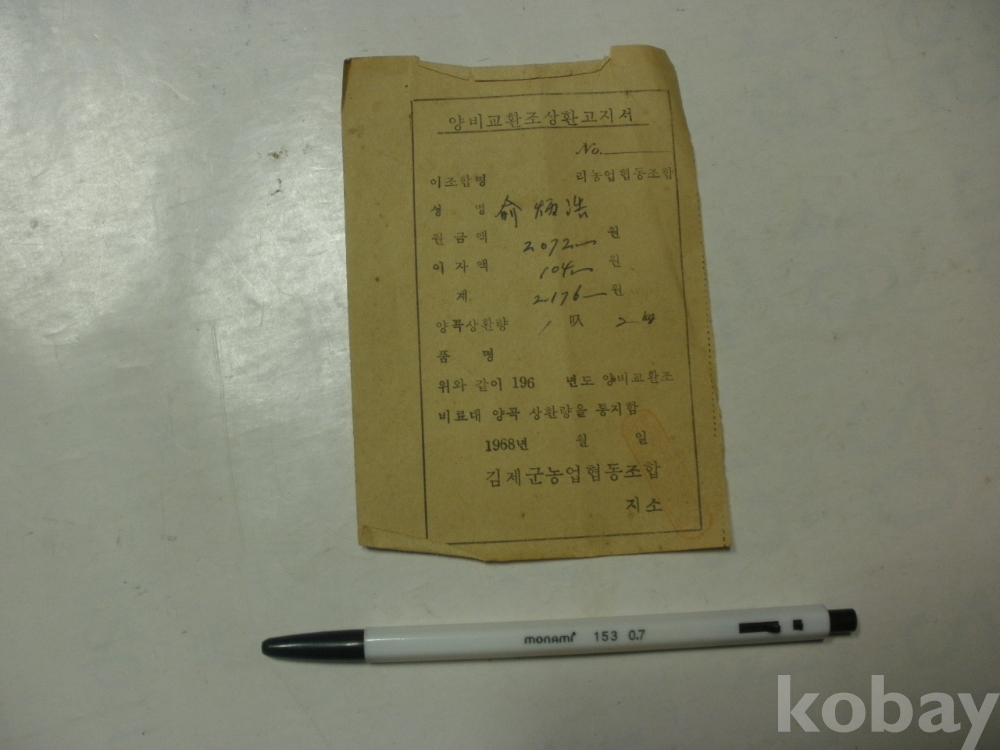 양비교환조상환고지서
No.
이조합명 리농업협동조합
성 명 兪炳浩
원금액 2072 원
이자액 104
원
계 2176 원
양곡상환량 1 叺 2
품 명
위와 같이 196 년도 양비교환조
비료대 양곡 상환량을 통지함
1968년 월 일
김제군농업협동조합
지소
monami 153 0.7
kobay